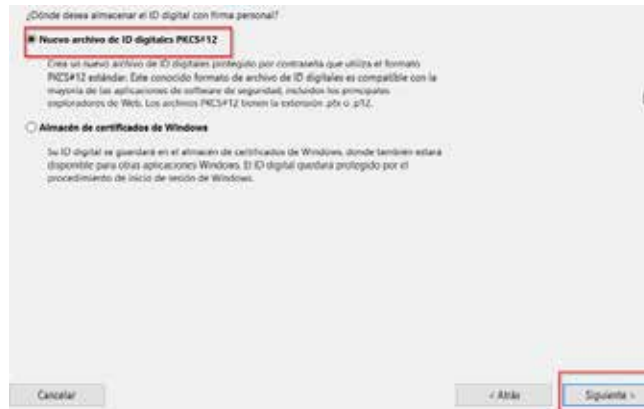 ¿Dónde desea almacenar el ID digital con firma personal?
Nuevo archivo de ID digitales PKCS#12
Crea un nuevo archivo de ID digitales protegido por contraseña que utiliza el formato
PKCS#12 estándar. Este conocido formato de archivo de ID digitales es compatible con la
mayoría de las aplicaciones de software de seguridad, incluidos los principales
exploradores de Web. Los archivos PKCS#12 tienen la extensión .pfx o .p12.
Almacén de certificados de Windows
Su ID digital se guardará en el almacén de certificados de Windows, donde también estará
disponible para otras aplicaciones Windows. El ID digital quedará protegido por el
procedimiento de inicio de sesión de Windows.
Cancelar
< Atrás
Siguiente >